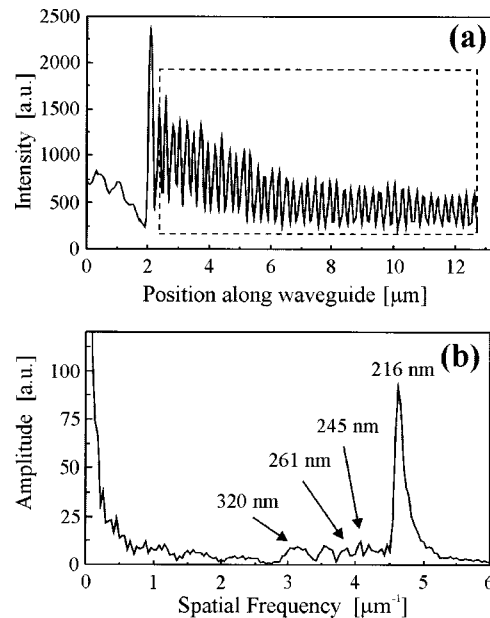 (a)
2500
2000
1500
1000
500
0
Intensity [a.u.]
0 2 4 6 8 10 12
Position along waveguide [μm]
(b)
100
75
50
25
0
Amplitude [a.u.]
216 nm
245 nm
261 nm
320 nm
0 1 2 3 4 5 6
Spatial Frequency [μm⁻¹]